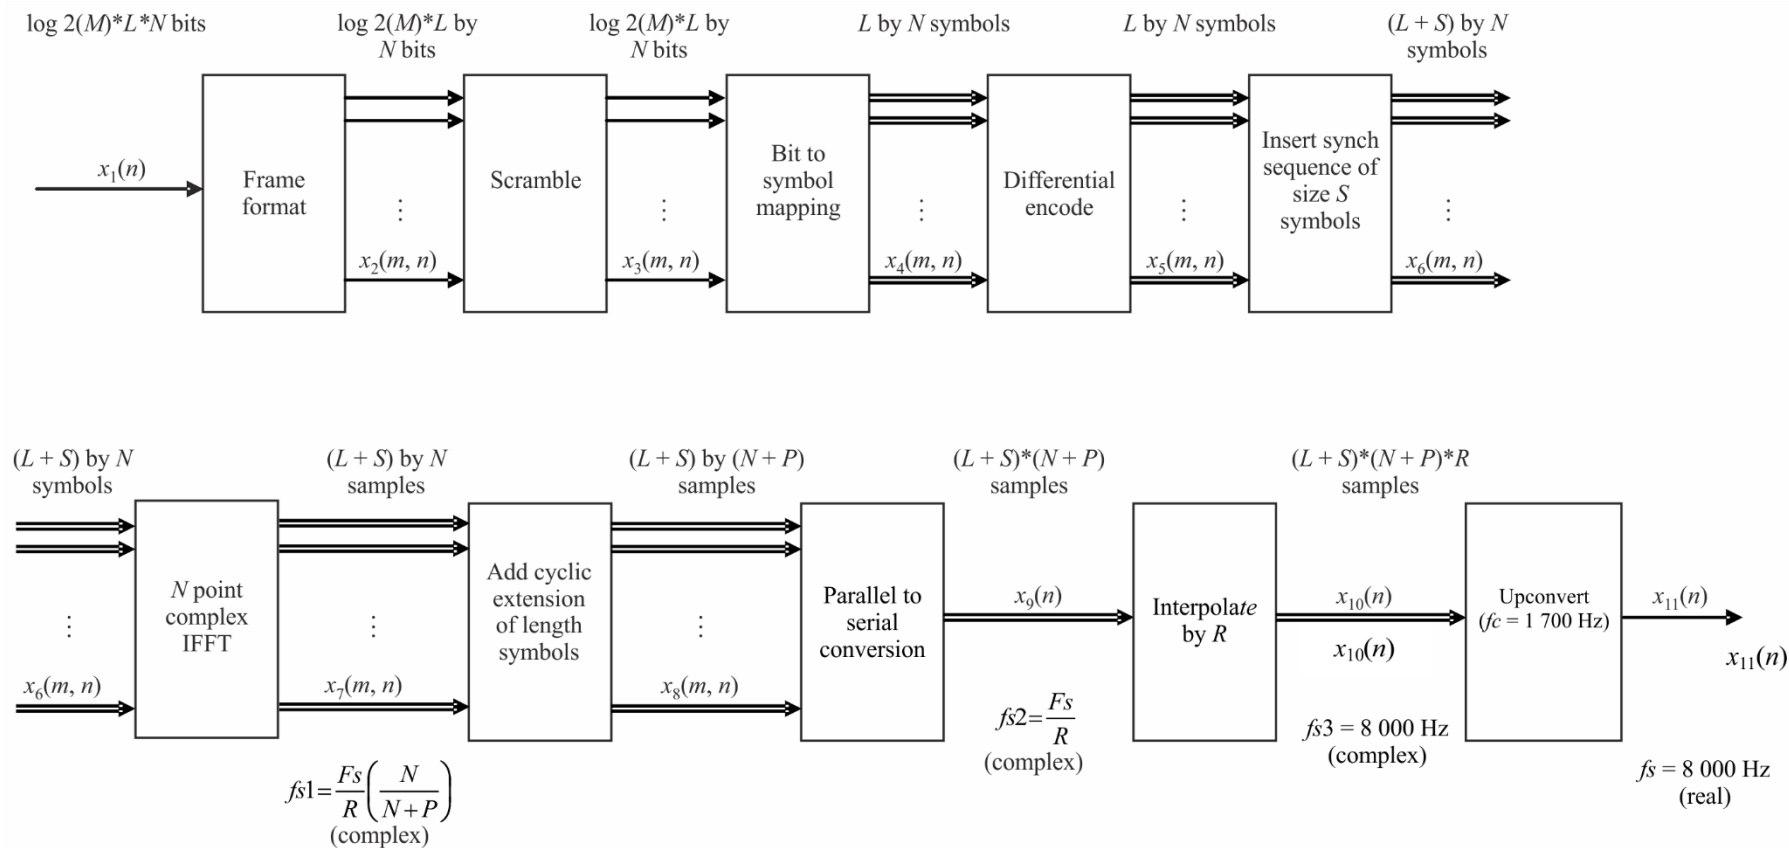 log 2(M)*L*N bits
log 2(M)*L by
N bits
log 2(M)*L by
N bits
L by N symbols
L by N symbols
(L + S) by N
symbols
x₁(n)
Frame
format
⋮
x₂(m, n)
Scramble
⋮
x₃(m, n)
Bit to
symbol
mapping
⋮
x₄(m, n)
Differential
encode
⋮
x₅(m, n)
Insert synch
sequence of
size S
symbols
⋮
x₆(m, n)
(L + S) by N
symbols
(L + S) by N
samples
(L + S) by (N + P)
samples
(L + S)*(N + P)
samples
(L + S)*(N + P)*R
samples
⋮
x₆(m, n)
N point
complex
IFFT
⋮
x₇(m, n)
Add cyclic
extension
of length
symbols
⋮
x₈(m, n)
Parallel to
serial
conversion
x₉(n)
Interpolate
by R
x₁₀(n)
x₁₀(n)
Upconvert
(fc = 1 700 Hz)
x₁₁(n)
x₁₁(n)
fs1=Fs/R(N/(N+P))
(complex)
fs2=Fs/R
(complex)
fs3 = 8 000 Hz
(complex)
fs = 8 000 Hz
(real)